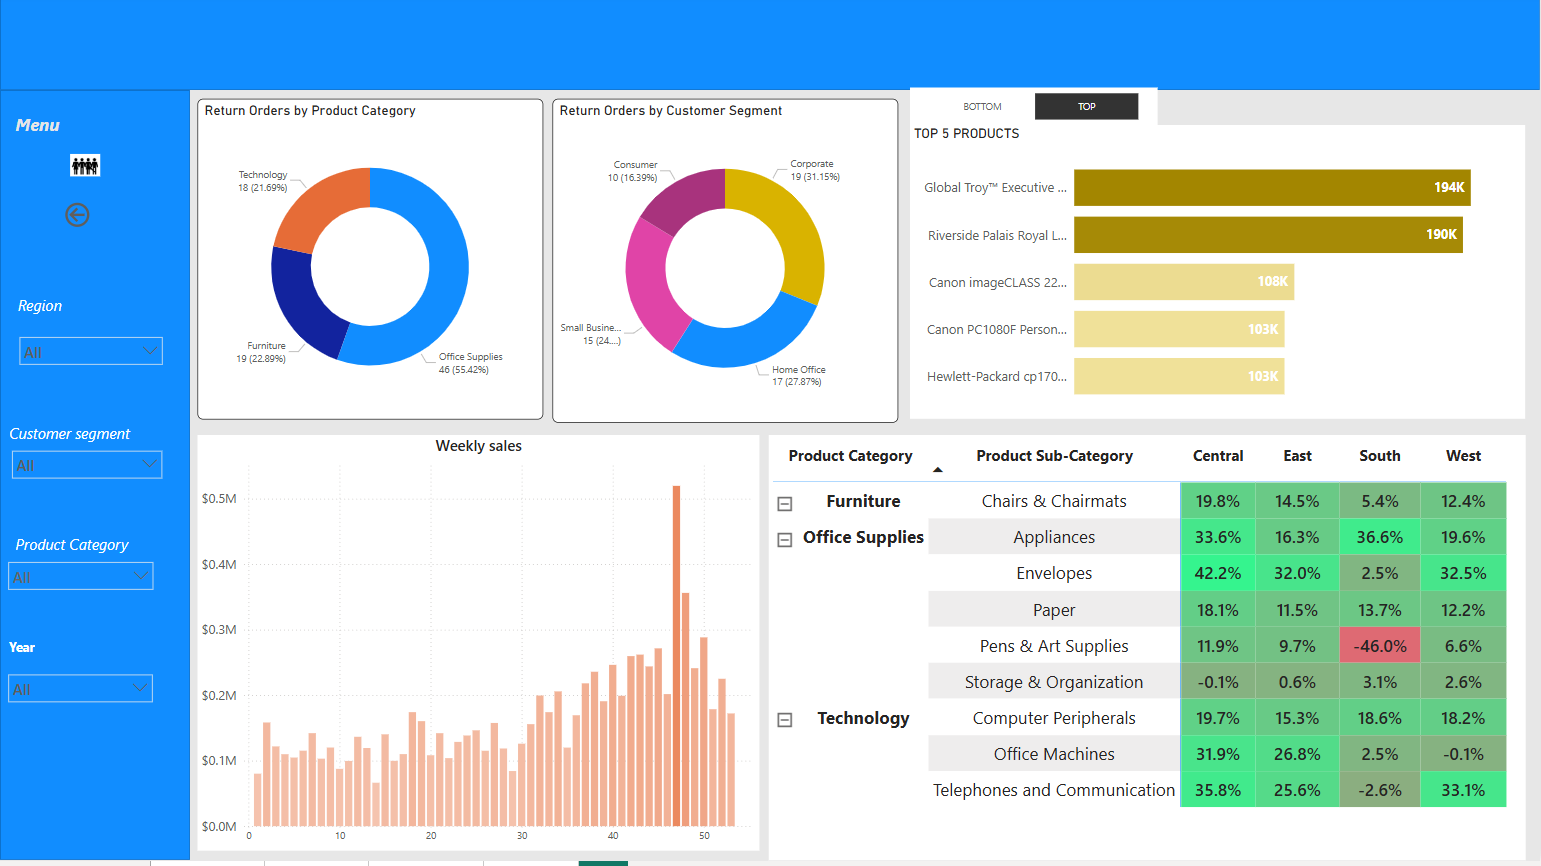 Menu
Region
All
Customer segment
All
Product Category
All
Year
All
Return Orders by Product Category
Technology
18 (21.69%)
Furniture
19 (22.89%)
Office Supplies
46 (55.42%)
Return Orders by Customer Segment
Consumer
10 (16.39%)
Corporate
19 (31.15%)
Small Busine...
15 (24....)
Home Office
17 (27.87%)
BOTTOM TOP
TOP 5 PRODUCTS
Global Troy™ Executive ... 194K
Riverside Palais Royal L... 190K
Canon imageCLASS 22... 108K
Canon PC1080F Person... 103K
Hewlett-Packard cp170... 103K
Weekly sales
$0.5M
$0.4M
$0.3M
$0.2M
$0.1M
$0.0M
0 10 20 30 40 50
Product Category Product Sub-Category Central East South West
Furniture Chairs & Chairmats 19.8% 14.5% 5.4% 12.4%
Office Supplies Appliances 33.6% 16.3% 36.6% 19.6%
Envelopes 42.2% 32.0% 2.5% 32.5%
Paper 18.1% 11.5% 13.7% 12.2%
Pens & Art Supplies 11.9% 9.7% -46.0% 6.6%
Storage & Organization -0.1% 0.6% 3.1% 2.6%
Technology Computer Peripherals 19.7% 15.3% 18.6% 18.2%
Office Machines 31.9% 26.8% 2.5% -0.1%
Telephones and Communication 35.8% 25.6% -2.6% 33.1%